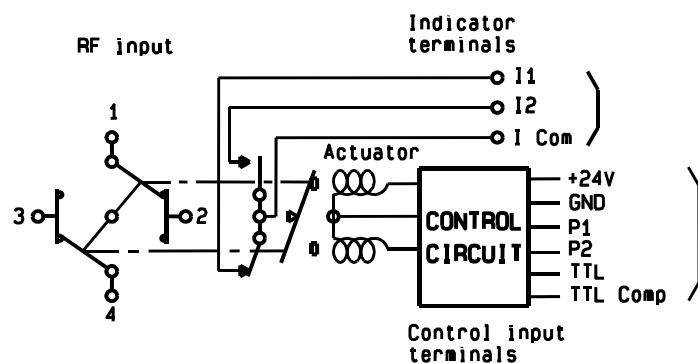 Indicator
terminals
RF input
I1
I2
I Com
1
Actuator
3
2
4
CONTROL
CIRCUIT
+24V
GND
P1
P2
TTL
TTL Comp
Control input
terminals